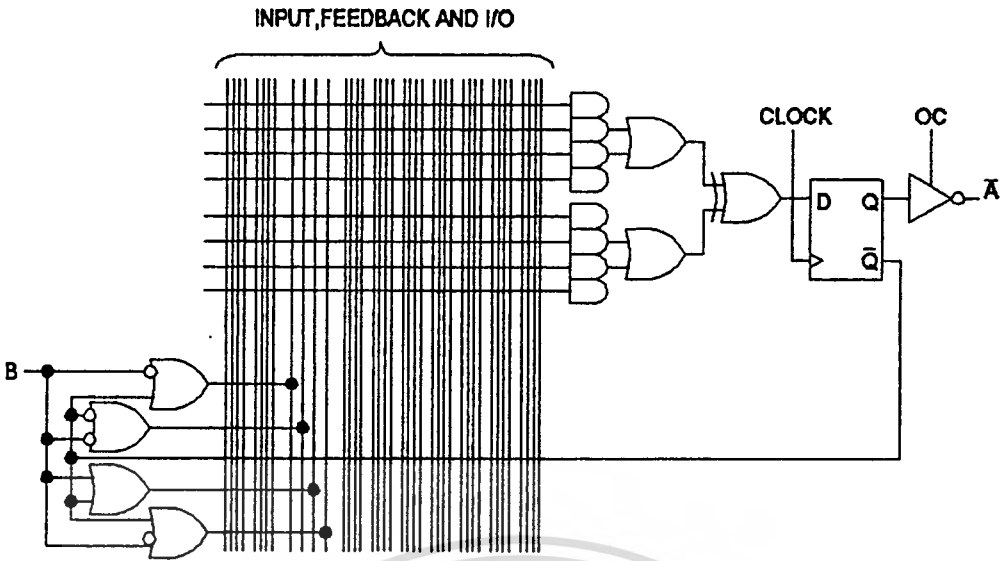 INPUT,FEEDBACK AND I/O
CLOCK
OC
D
Q
A̅
Q̅
B